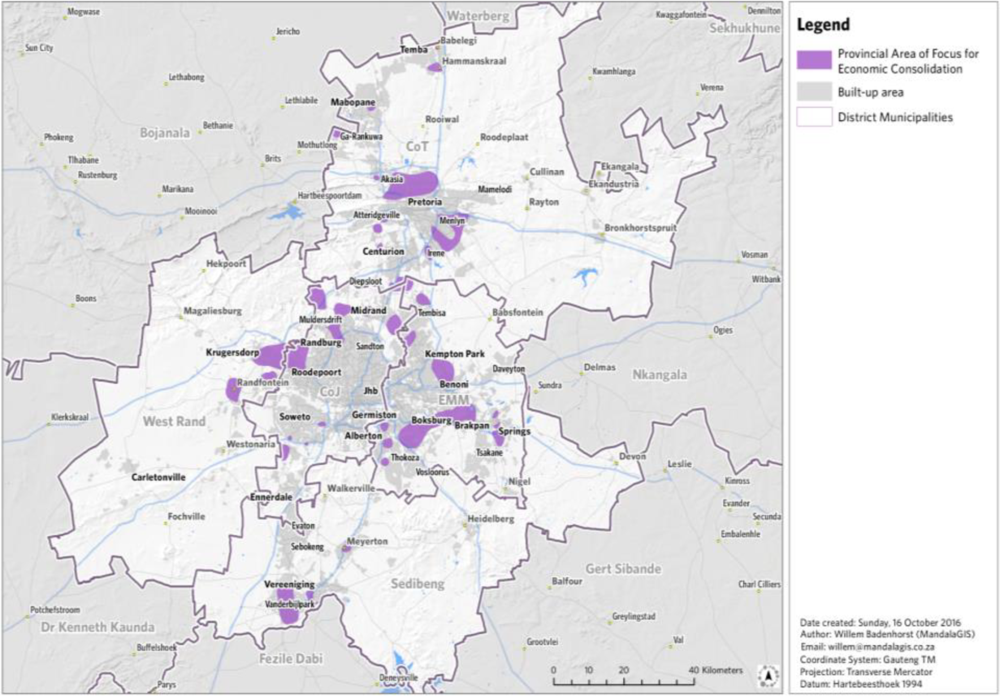 Mogwase
Waterberg
Kwaggafontein
Dennilton
Sekhukhune
Jericho
Sun City
Babelegi
Temba
Hammanskraal
Lethabong
Kwamhlanga
Verena
Lethlabile
Mabopane
Rooiwal
Bethanie
Bojanala
Phokeng
Ga-Rankuwa
Roodeplaat
Mothutlong
CoT
Tlhabane
Brits
Rustenburg
Ekangala
Cullinan
Akasia
Ekandustria
Marikana
Hartbeespoortdam
Mamelodi
Pretoria
Rayton
Mooinooi
Atteridgeville
Menlyn
Bronkhorstspruit
Centurion
Irene
Vosman
Hekpoort
Witbank
Diepsloot
Boons
Magaliesburg
Midrand
Tembisa
Babsfontein
Muldersdrift
Ogies
Randburg
Sandton
Krugersdorp
Kempton Park
Daveyton
Delmas
Roodepoort
Nkangala
Randfontein
Benoni
Sundra
CoJ
Jhb
EMM
Klerkskraal
West Rand
Soweto
Germiston
Boksburg
Brakpan
Springs
Alberton
Westonaria
Tsakane
Thokoza
Devon
Leslie
Vosloorus
Carletonville
Nigel
Kinross
Walkerville
Ennerdale
Evander
Fochville
Heidelberg
Secunda
Evaton
Embalenhle
Sebokeng
Meyerton
Gert Sibande
Vereeniging
Sedibeng
Balfour
Charl Cilliers
Vanderbijlpark
Potchefstroom
Greylingstad
Dr Kenneth Kaunda
Buffelshoek
Grootvlei
Val
Fezile Dabi
Deneysville
Parys
0 10 20 40 Kilometers
Legend
Provincial Area of Focus for
Economic Consolidation
Built-up area
District Municipalities
Date created: Sunday, 16 October 2016
Author: Willem Badenhorst (MandalaGIS)
Email: willem@mandalagis.co.za
Coordinate System: Gauteng TM
Projection: Transverse Mercator
Datum: Hartebeesthoek 1994